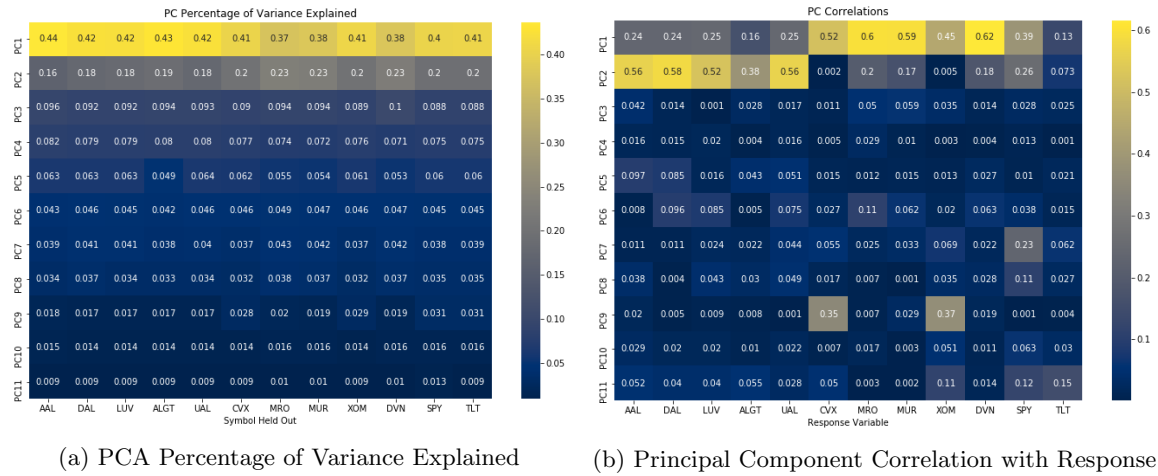 PC Percentage of Variance Explained
PC1 0.44 0.42 0.42 0.43 0.42 0.41 0.37 0.38 0.41 0.38 0.4 0.41
PC2 0.16 0.18 0.18 0.19 0.18 0.2 0.23 0.23 0.2 0.23 0.2 0.2
PC3 0.096 0.092 0.092 0.094 0.093 0.09 0.094 0.094 0.089 0.1 0.088 0.088
PC4 0.082 0.079 0.079 0.08 0.08 0.077 0.074 0.072 0.076 0.071 0.075 0.075
PC5 0.063 0.063 0.063 0.049 0.064 0.062 0.055 0.054 0.061 0.053 0.06 0.06
PC6 0.043 0.046 0.045 0.042 0.046 0.046 0.049 0.047 0.046 0.047 0.045 0.045
PC7 0.039 0.041 0.041 0.038 0.04 0.037 0.043 0.042 0.037 0.042 0.038 0.039
PC8 0.034 0.037 0.034 0.034 0.034 0.032 0.038 0.038 0.032 0.037 0.035 0.035
PC9 0.018 0.017 0.017 0.017 0.017 0.028 0.02 0.019 0.029 0.019 0.031 0.031
PC10 0.015 0.014 0.014 0.014 0.014 0.014 0.016 0.016 0.014 0.016 0.016 0.016
PC11 0.009 0.009 0.009 0.009 0.009 0.009 0.01 0.01 0.009 0.01 0.013 0.009
AAL DAL LUV ALGT UAL CVX MRO MUR XOM DVN SPY TLT
Symbol Held Out
0.40
0.35
0.30
0.25
0.20
0.15
0.10
0.05
(a) PCA Percentage of Variance Explained
PC Correlations
PC1 0.24 0.24 0.25 0.16 0.25 0.52 0.6 0.59 0.45 0.62 0.39 0.13
PC2 0.56 0.58 0.52 0.38 0.56 0.002 0.2 0.17 0.005 0.18 0.26 0.073
PC3 0.042 0.014 0.001 0.028 0.017 0.011 0.05 0.059 0.035 0.014 0.028 0.025
PC4 0.016 0.015 0.02 0.004 0.016 0.005 0.029 0.01 0.003 0.004 0.013 0.001
PC5 0.097 0.085 0.016 0.043 0.051 0.015 0.012 0.015 0.013 0.027 0.01 0.021
PC6 0.008 0.096 0.085 0.005 0.075 0.027 0.11 0.062 0.02 0.063 0.038 0.015
PC7 0.011 0.011 0.024 0.022 0.044 0.055 0.025 0.033 0.069 0.022 0.23 0.062
PC8 0.038 0.004 0.043 0.03 0.049 0.017 0.007 0.001 0.035 0.028 0.11 0.027
PC9 0.02 0.005 0.009 0.008 0.001 0.35 0.007 0.029 0.37 0.019 0.001 0.004
PC10 0.029 0.02 0.02 0.01 0.022 0.007 0.017 0.003 0.051 0.011 0.063 0.03
PC11 0.052 0.04 0.04 0.055 0.028 0.05 0.003 0.002 0.11 0.014 0.12 0.15
AAL DAL LUV ALGT UAL CVX MRO MUR XOM DVN SPY TLT
Response Variable
0.6
0.5
0.4
0.3
0.2
0.1
(b) Principal Component Correlation with Response